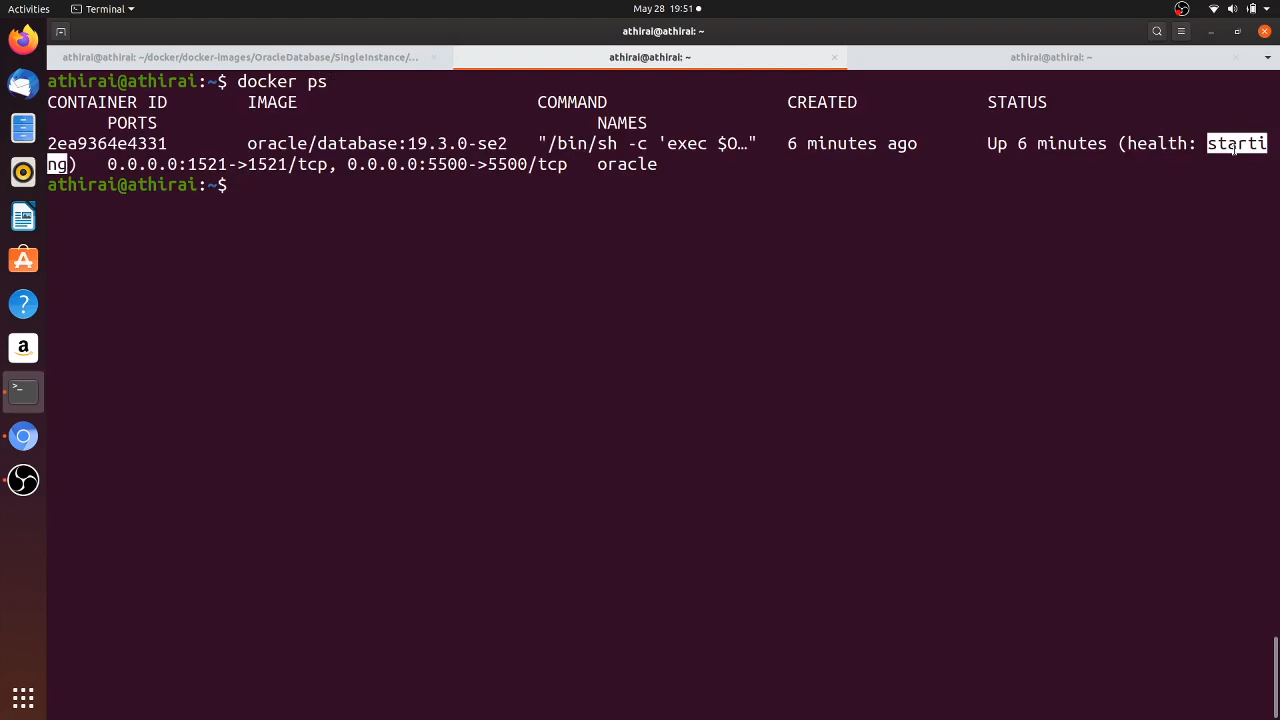 Activities Terminal May 28 19:51
athirai@athirai: ~
athirai@athirai: ~/docker/docker-images/OracleDatabase/SingleInstance/... athirai@athirai: ~ athirai@athirai: ~
athirai@athirai:~$ docker ps
CONTAINER ID IMAGE COMMAND CREATED STATUS
PORTS NAMES
2ea9364e4331 oracle/database:19.3.0-se2 "/bin/sh -c 'exec $O…" 6 minutes ago Up 6 minutes (health: starti
ng) 0.0.0.0:1521->1521/tcp, 0.0.0.0:5500->5500/tcp oracle
athirai@athirai:~$